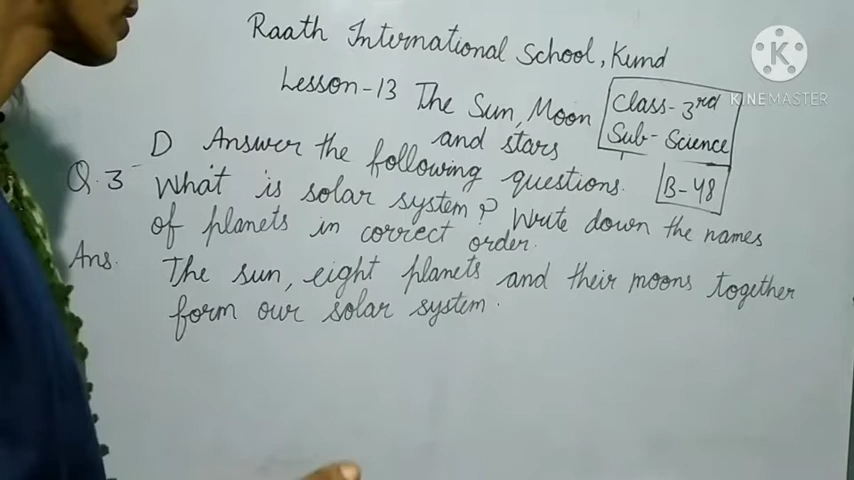 Raath International School, Kund
Lesson-13 The Sun, Moon
and stars
Class- 3rd
Sub- Science
KINEMASTER
B-48
D Answer the following questions.
Q.3- What is solar system? Write down the names
of planets in correct order.
Ans. The sun, eight planets and their moons together
form our solar system.